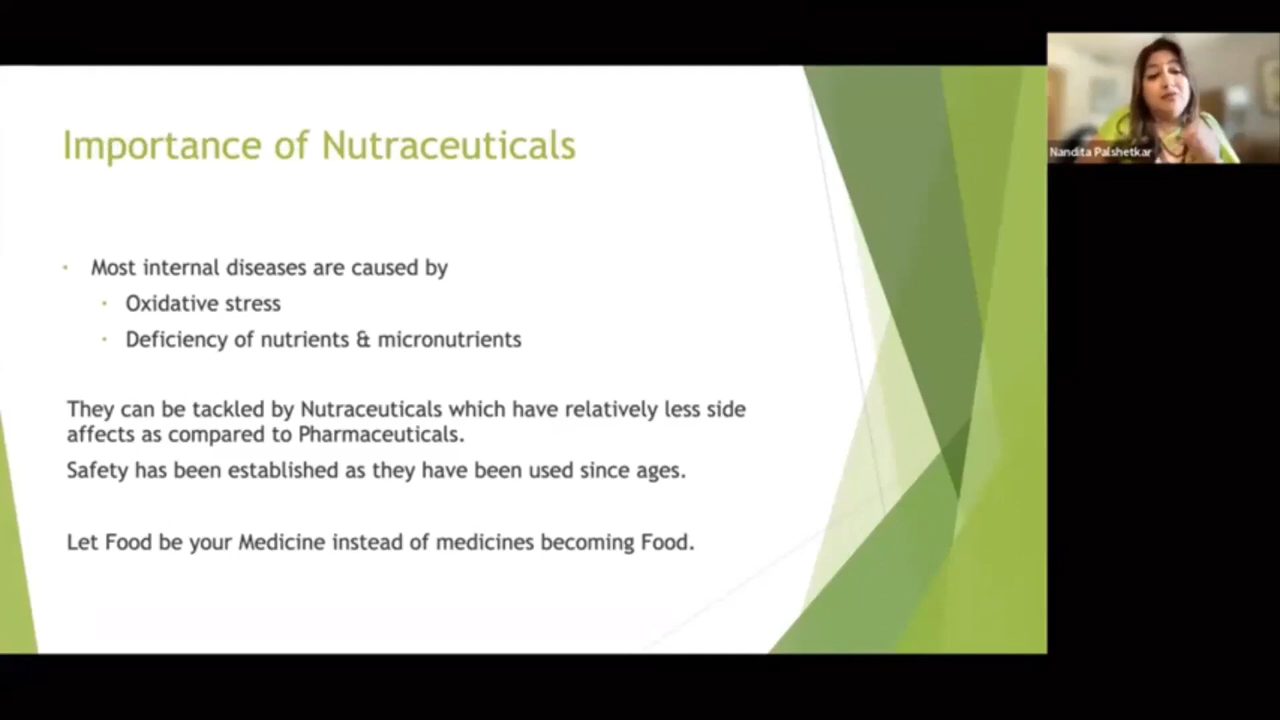 Importance of Nutraceuticals
Most internal diseases are caused by
Oxidative stress
Deficiency of nutrients & micronutrients
They can be tackled by Nutraceuticals which have relatively less side
affects as compared to Pharmaceuticals.
Safety has been established as they have been used since ages.
Let Food be your Medicine instead of medicines becoming Food.
Nandita Palshetkar